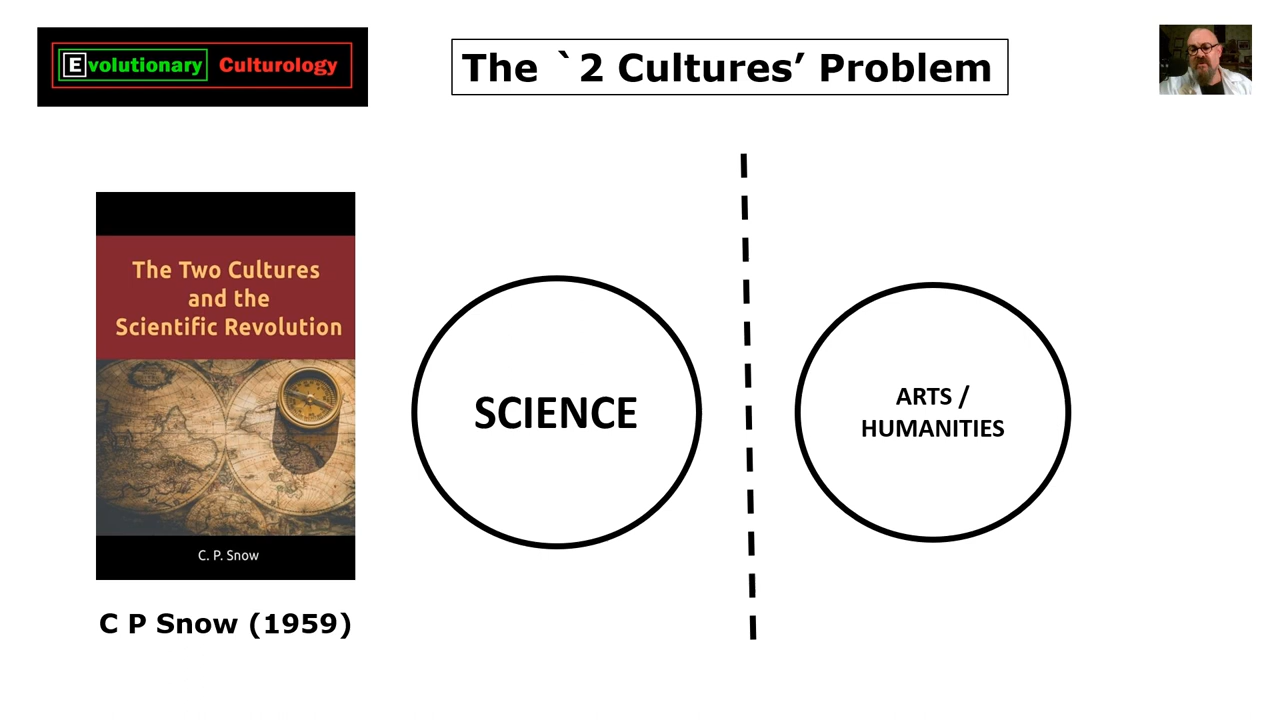 Evolutionary Culturology
The `2 Cultures’ Problem
The Two Cultures
and the
Scientific Revolution
C. P. Snow
C P Snow (1959)
SCIENCE
ARTS /
HUMANITIES